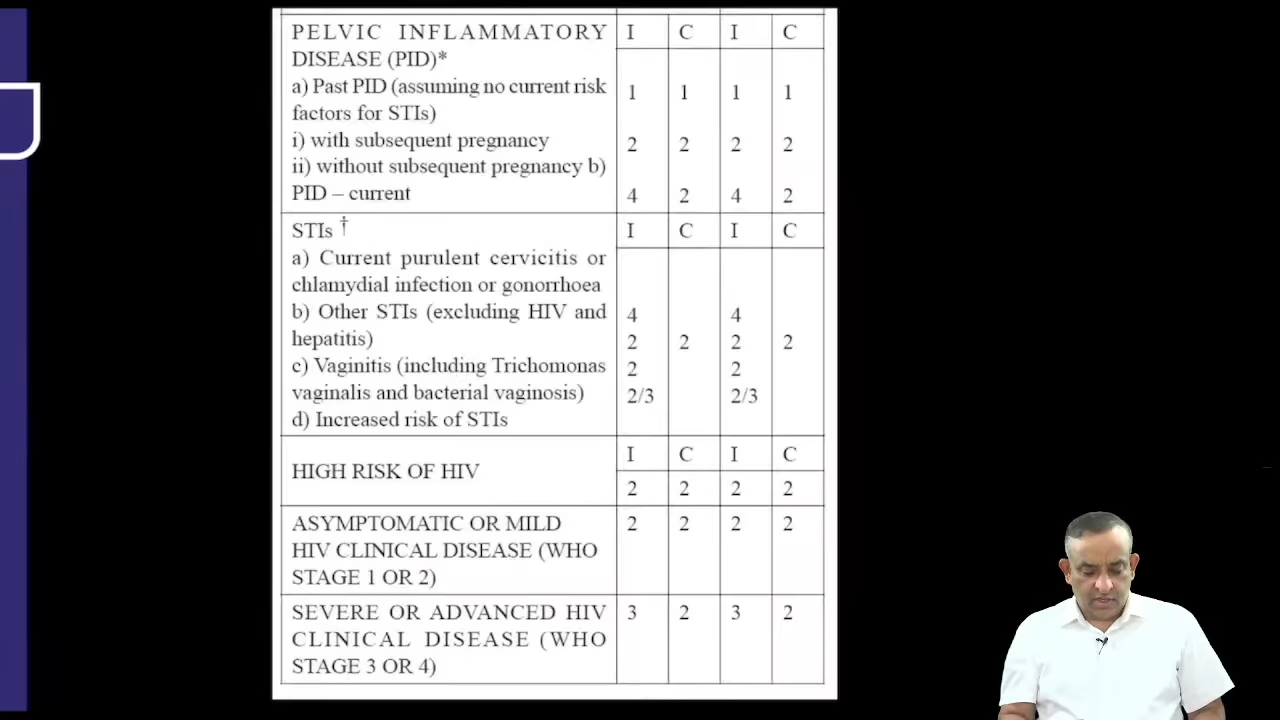 PELVIC INFLAMMATORY I C I C
DISEASE (PID)*
a) Past PID (assuming no current risk 1 1 1 1
factors for STIs)
i) with subsequent pregnancy 2 2 2 2
ii) without subsequent pregnancy b)
PID – current 4 2 4 2
STIs † I C I C
a) Current purulent cervicitis or
chlamydial infection or gonorrhoea
b) Other STIs (excluding HIV and 4 4
hepatitis) 2 2 2 2
c) Vaginitis (including Trichomonas 2 2
vaginalis and bacterial vaginosis) 2/3 2/3
d) Increased risk of STIs
HIGH RISK OF HIV I C I C
2 2 2 2
ASYMPTOMATIC OR MILD 2 2 2 2
HIV CLINICAL DISEASE (WHO
STAGE 1 OR 2)
SEVERE OR ADVANCED HIV 3 2 3 2
CLINICAL DISEASE (WHO
STAGE 3 OR 4)